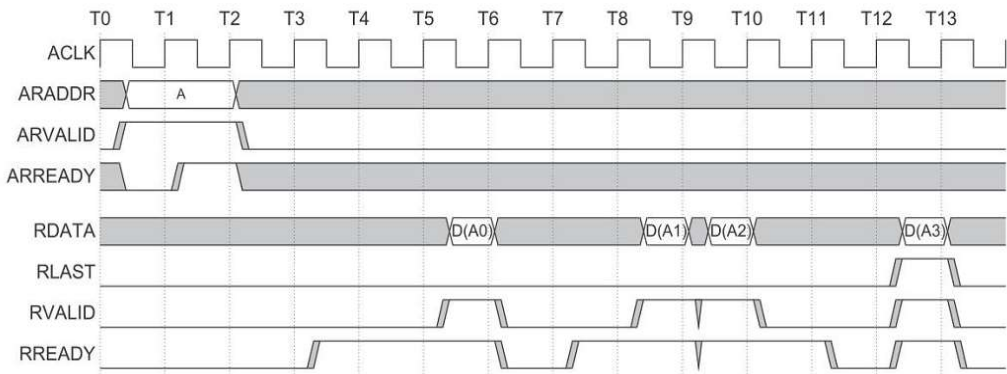 T0 T1 T2 T3 T4 T5 T6 T7 T8 T9 T10 T11 T12 T13
ACLK
ARADDR A
ARVALID
ARREADY
RDATA D(A0) D(A1) D(A2) D(A3)
RLAST
RVALID
RREADY